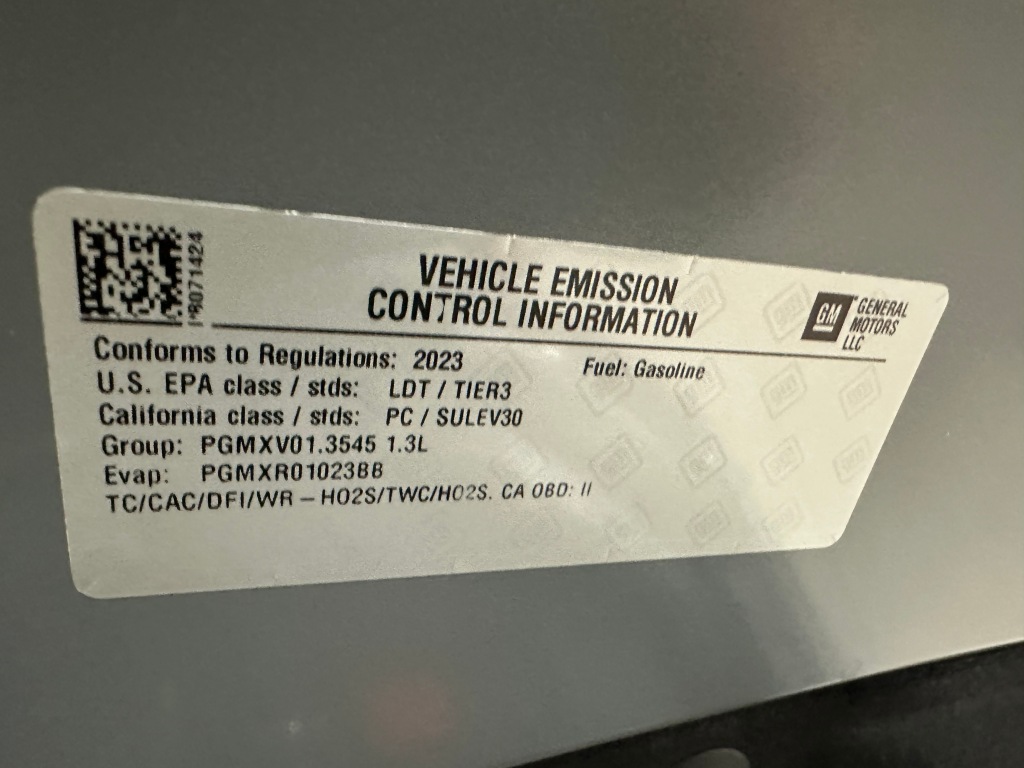 PR071424
VEHICLE EMISSION
CONTROL INFORMATION
GM
GENERAL
MOTORS
LLC
Conforms to Regulations: 2023
Fuel: Gasoline
U.S. EPA class / stds: LDT / TIER3
California class / stds: PC / SULEV30
Group: PGMXV01.3545 1.3L
Evap: PGMXR01023BB
TC/CAC/DFI/WR – HO2S/TWC/HO2S. CA OBD: II